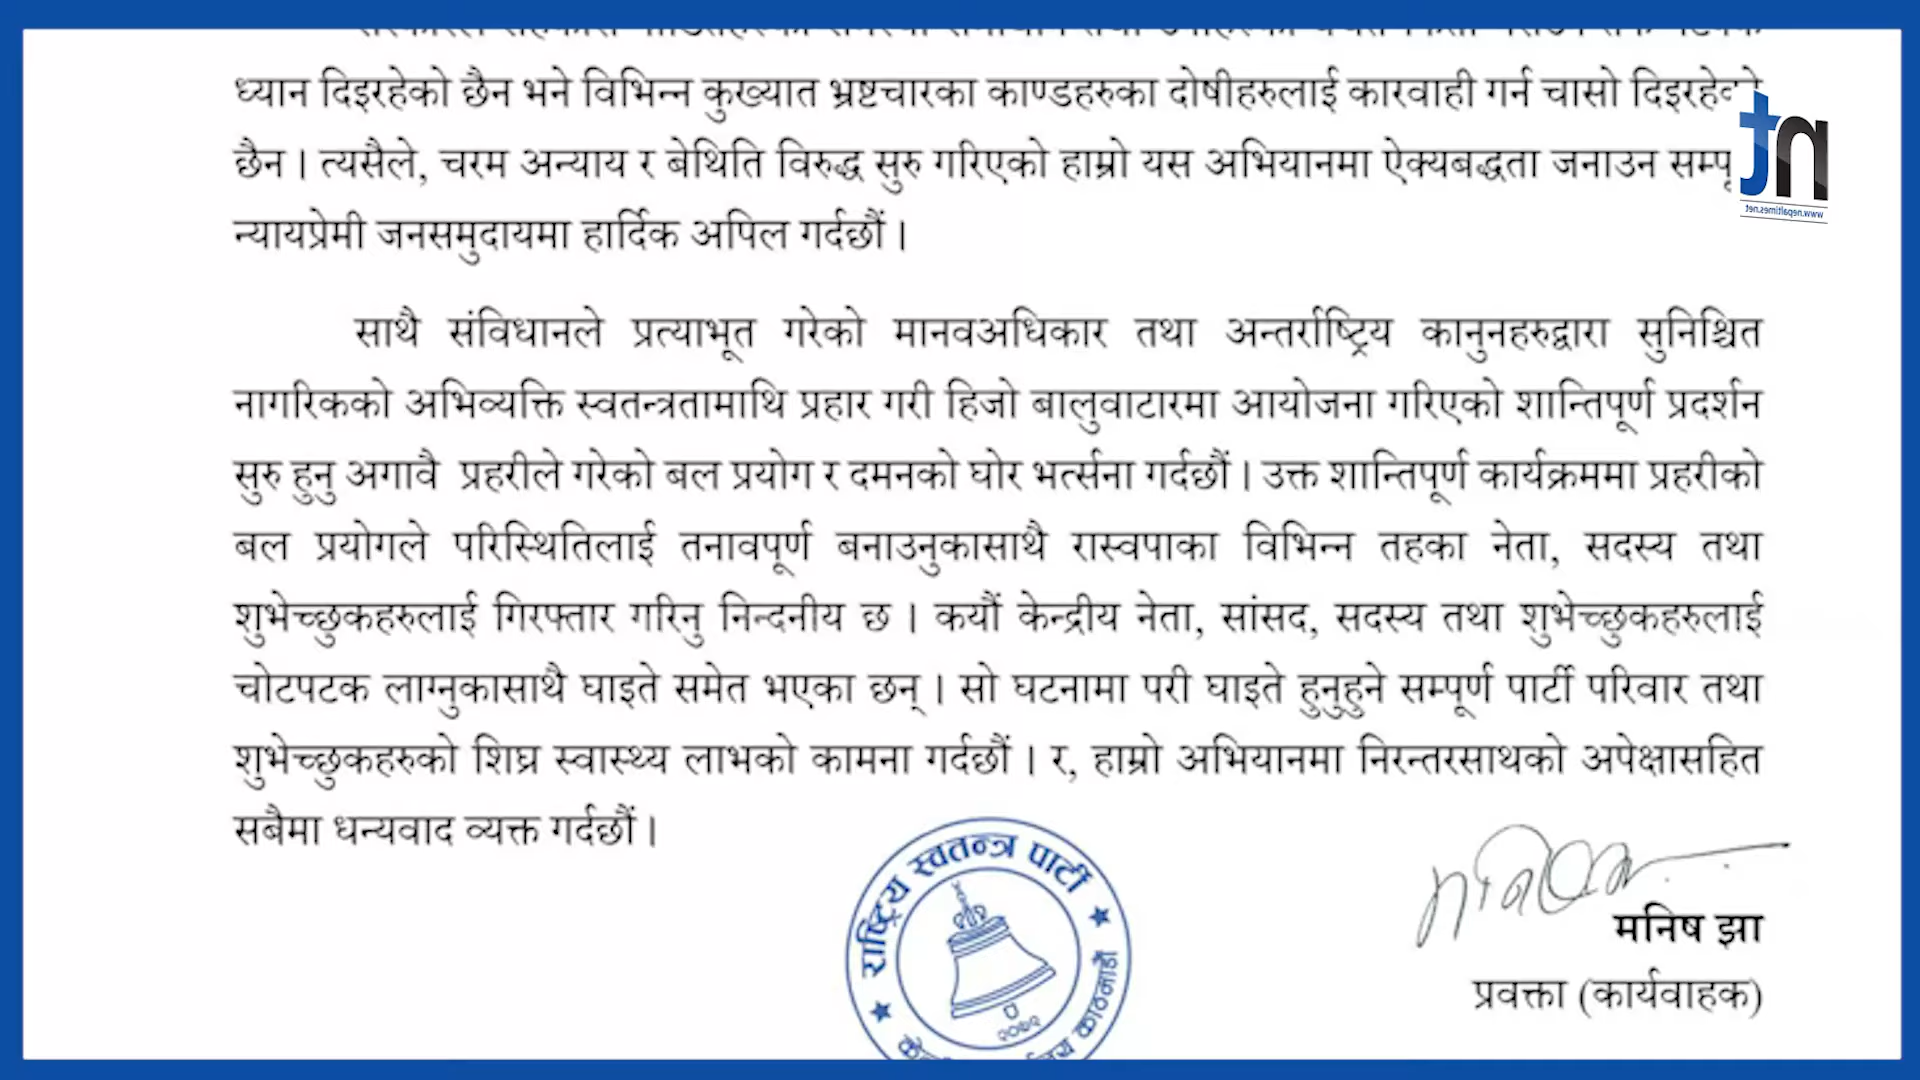 ध्यान दिइरहेको छैन भने विभिन्न कुख्यात भ्रष्टचारका काण्डहरुका दोषीहरुलाई कारवाही गर्न चासो दिइरहेको
छैन । त्यसैले, चरम अन्याय र बेथिति विरुद्ध सुरु गरिएको हाम्रो यस अभियानमा ऐक्यबद्धता जनाउन
न्यायप्रेमी जनसमुदायमा हार्दिक अपिल गर्दछौं ।
साथै संविधानले प्रत्याभूत गरेको मानवअधिकार तथा अन्तर्राष्ट्रिय कानुनहरुद्वारा सुनिश्चित
नागरिकको अभिव्यक्ति स्वतन्त्रतामाथि प्रहार गरी हिजो बालुवाटारमा आयोजना गरिएको शान्तिपूर्ण प्रदर्शन
सुरु हुनु अगावै प्रहरीले गरेको बल प्रयोग र दमनको घोर भर्त्सना गर्दछौं । उक्त शान्तिपूर्ण कार्यक्रममा प्रहरीको
बल प्रयोगले परिस्थितिलाई तनावपूर्ण बनाउनुकासाथै रास्वपाका विभिन्न तहका नेता, सदस्य तथा
शुभेच्छुकहरुलाई गिरफ्तार गरिनु निन्दनीय छ । कयौं केन्द्रीय नेता, सांसद, सदस्य तथा शुभेच्छुकहरुलाई
चोटपटक लाग्नुकासाथै घाइते समेत भएका छन् । सो घटनामा परी घाइते हुनुहुने सम्पूर्ण पार्टी परिवार तथा
शुभेच्छुकहरुको शिघ्र स्वास्थ्य लाभको कामना गर्दछौं । र, हाम्रो अभियानमा निरन्तरसाथको अपेक्षासहित
सबैमा धन्यवाद व्यक्त गर्दछौं ।
राष्ट्रिय स्वतन्त्र पार्टी
२०७९
काठमाडौं
मनिष झा
प्रवक्ता (कार्यवाहक)
www.nepaltimes.net